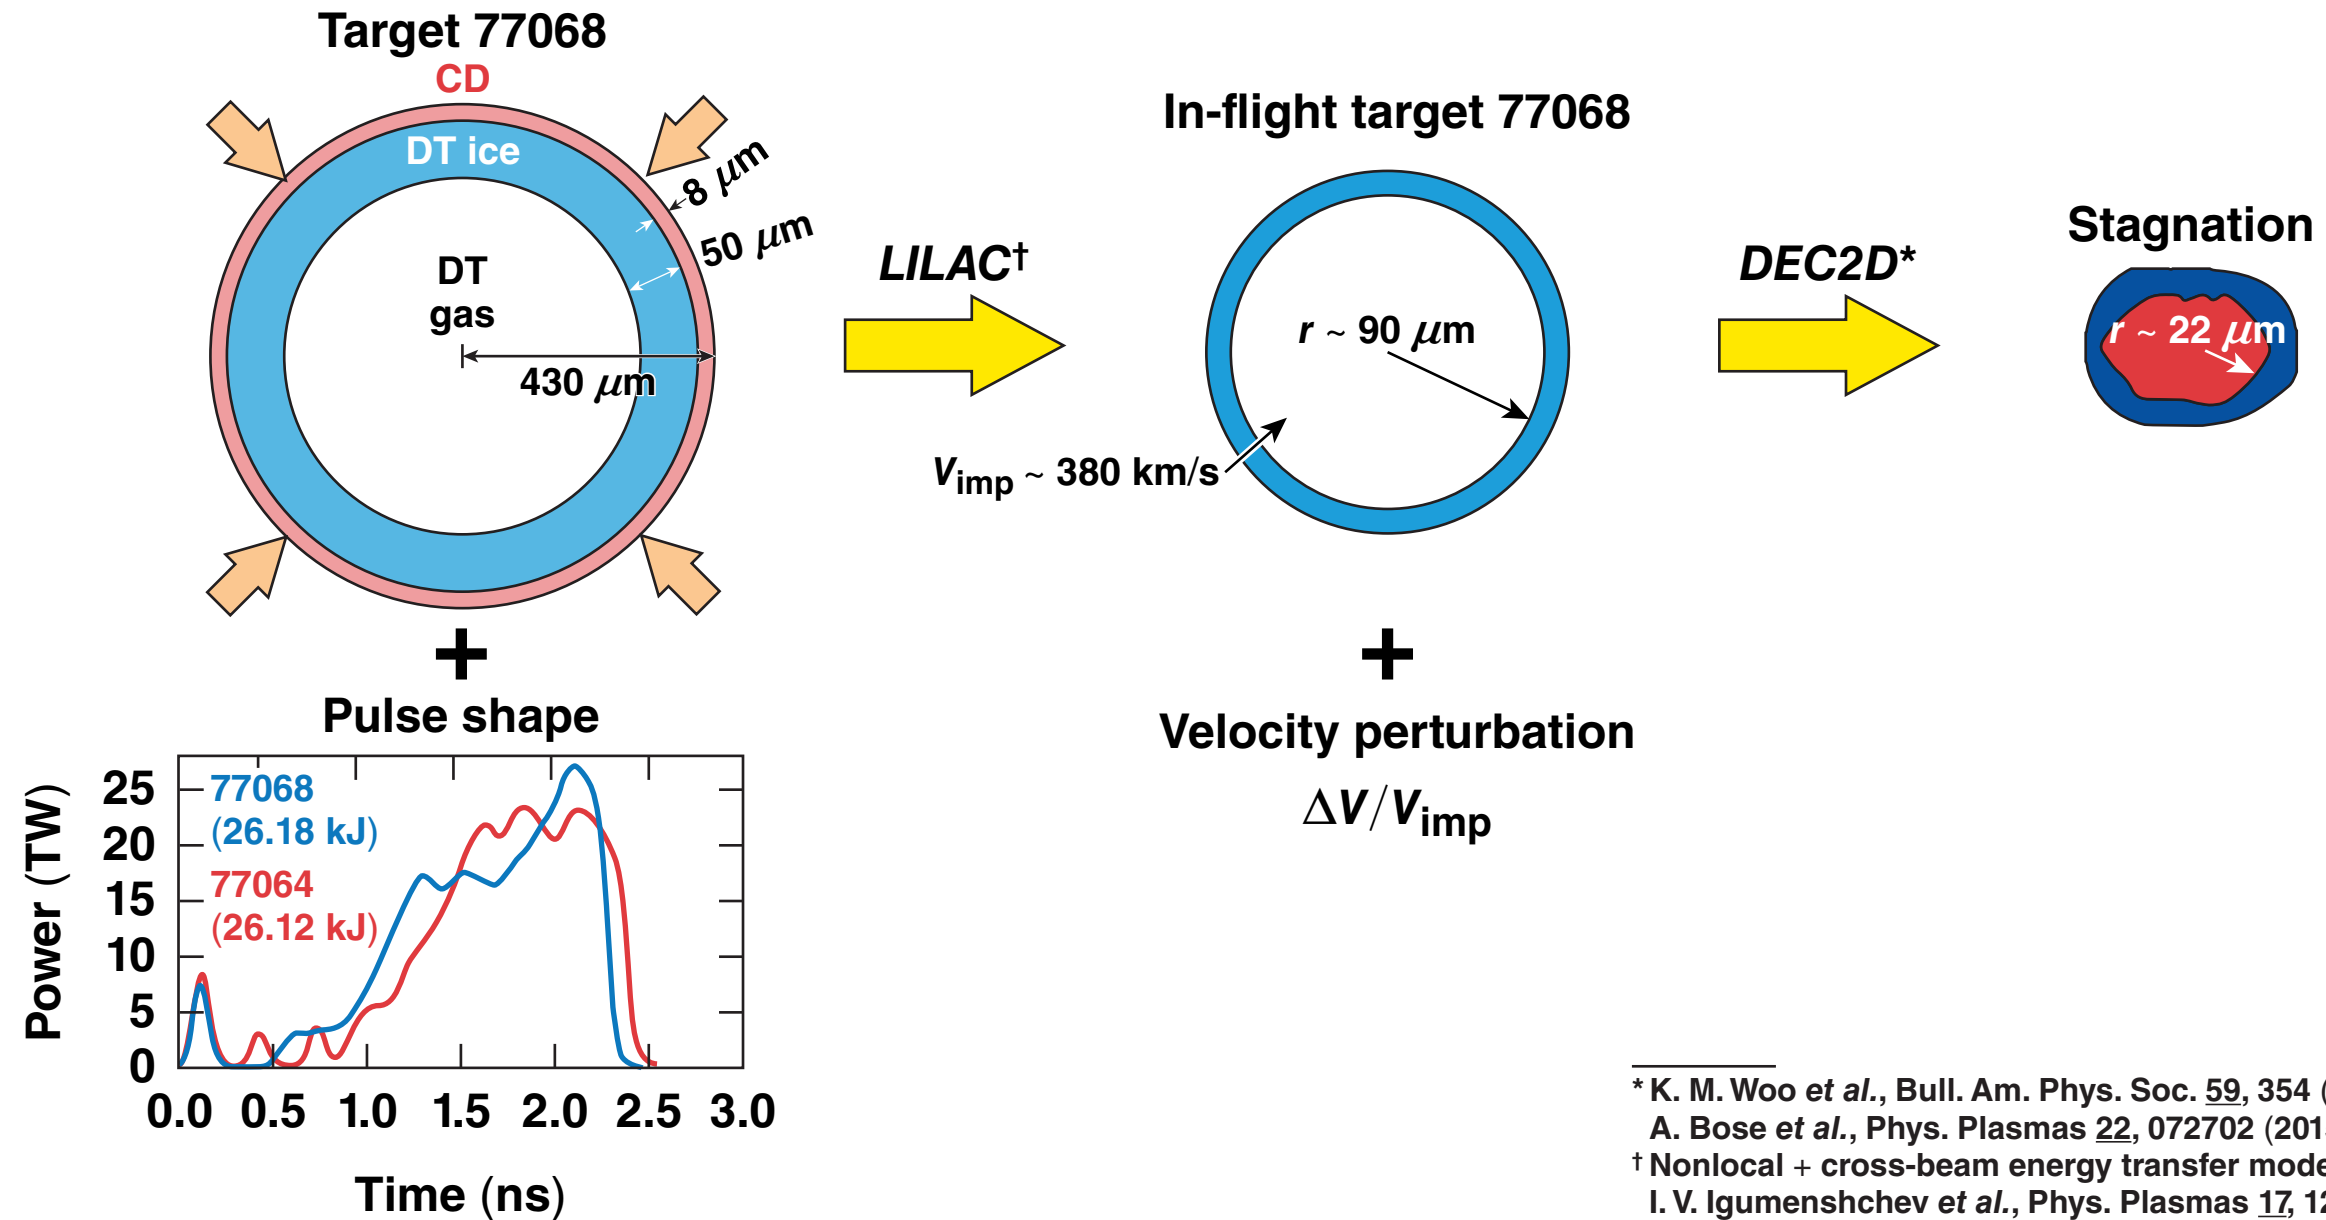 Target 77068
CD
DT ice
8 μm
50 μm
DT
gas
430 μm
+
Pulse shape
Power (TW)
25
20
15
10
5
0
77068
(26.18 kJ)
77064
(26.12 kJ)
0.0 0.5 1.0 1.5 2.0 2.5 3.0
Time (ns)
LILAC†
In-flight target 77068
r ~ 90 μm
Vimp ~ 380 km/s
+
Velocity perturbation
ΔV/Vimp
DEC2D*
Stagnation
r ~ 22 μm
* K. M. Woo et al., Bull. Am. Phys. Soc. 59, 354 (
A. Bose et al., Phys. Plasmas 22, 072702 (201
† Nonlocal + cross-beam energy transfer mode
I. V. Igumenshchev et al., Phys. Plasmas 17, 12